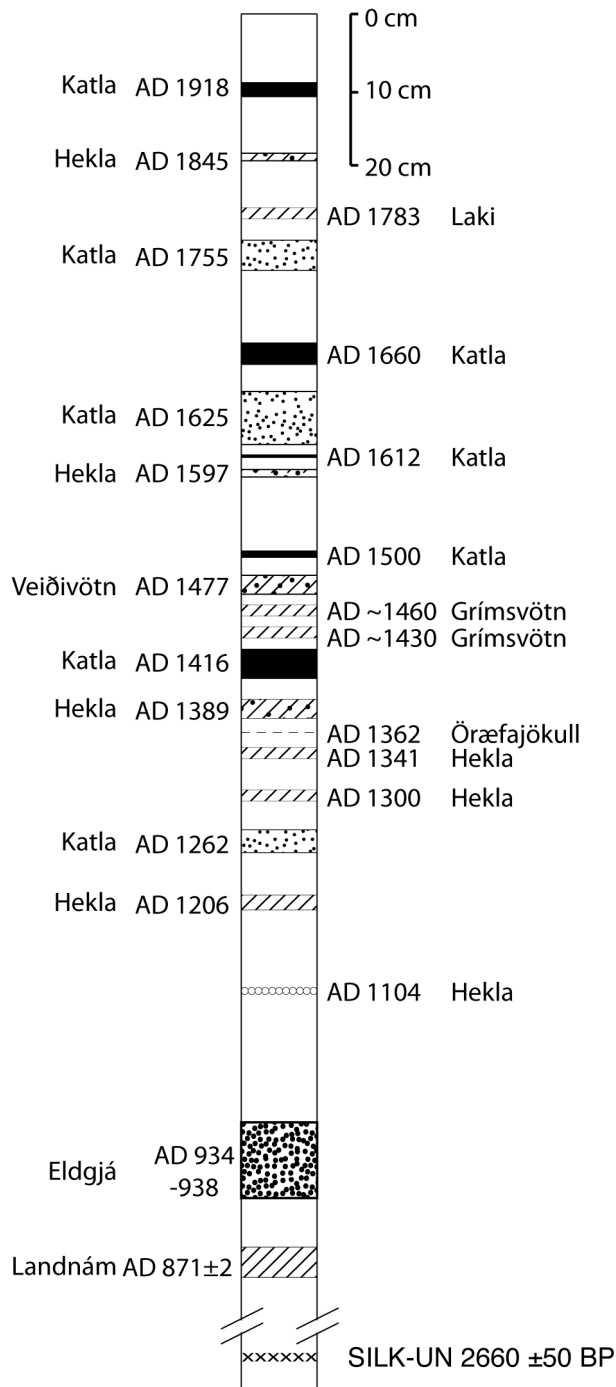 0 cm
Katla AD 1918
10 cm
Hekla AD 1845
20 cm
AD 1783 Laki
Katla AD 1755
AD 1660 Katla
Katla AD 1625
AD 1612 Katla
Hekla AD 1597
AD 1500 Katla
Veiðivötn AD 1477
AD ~1460 Grímsvötn
AD ~1430 Grímsvötn
Katla AD 1416
Hekla AD 1389
AD 1362 Öræfajökull
AD 1341 Hekla
AD 1300 Hekla
Katla AD 1262
Hekla AD 1206
AD 1104 Hekla
Eldgjá AD 934
-938
Landnám AD 871±2
SILK-UN 2660 ±50 BP